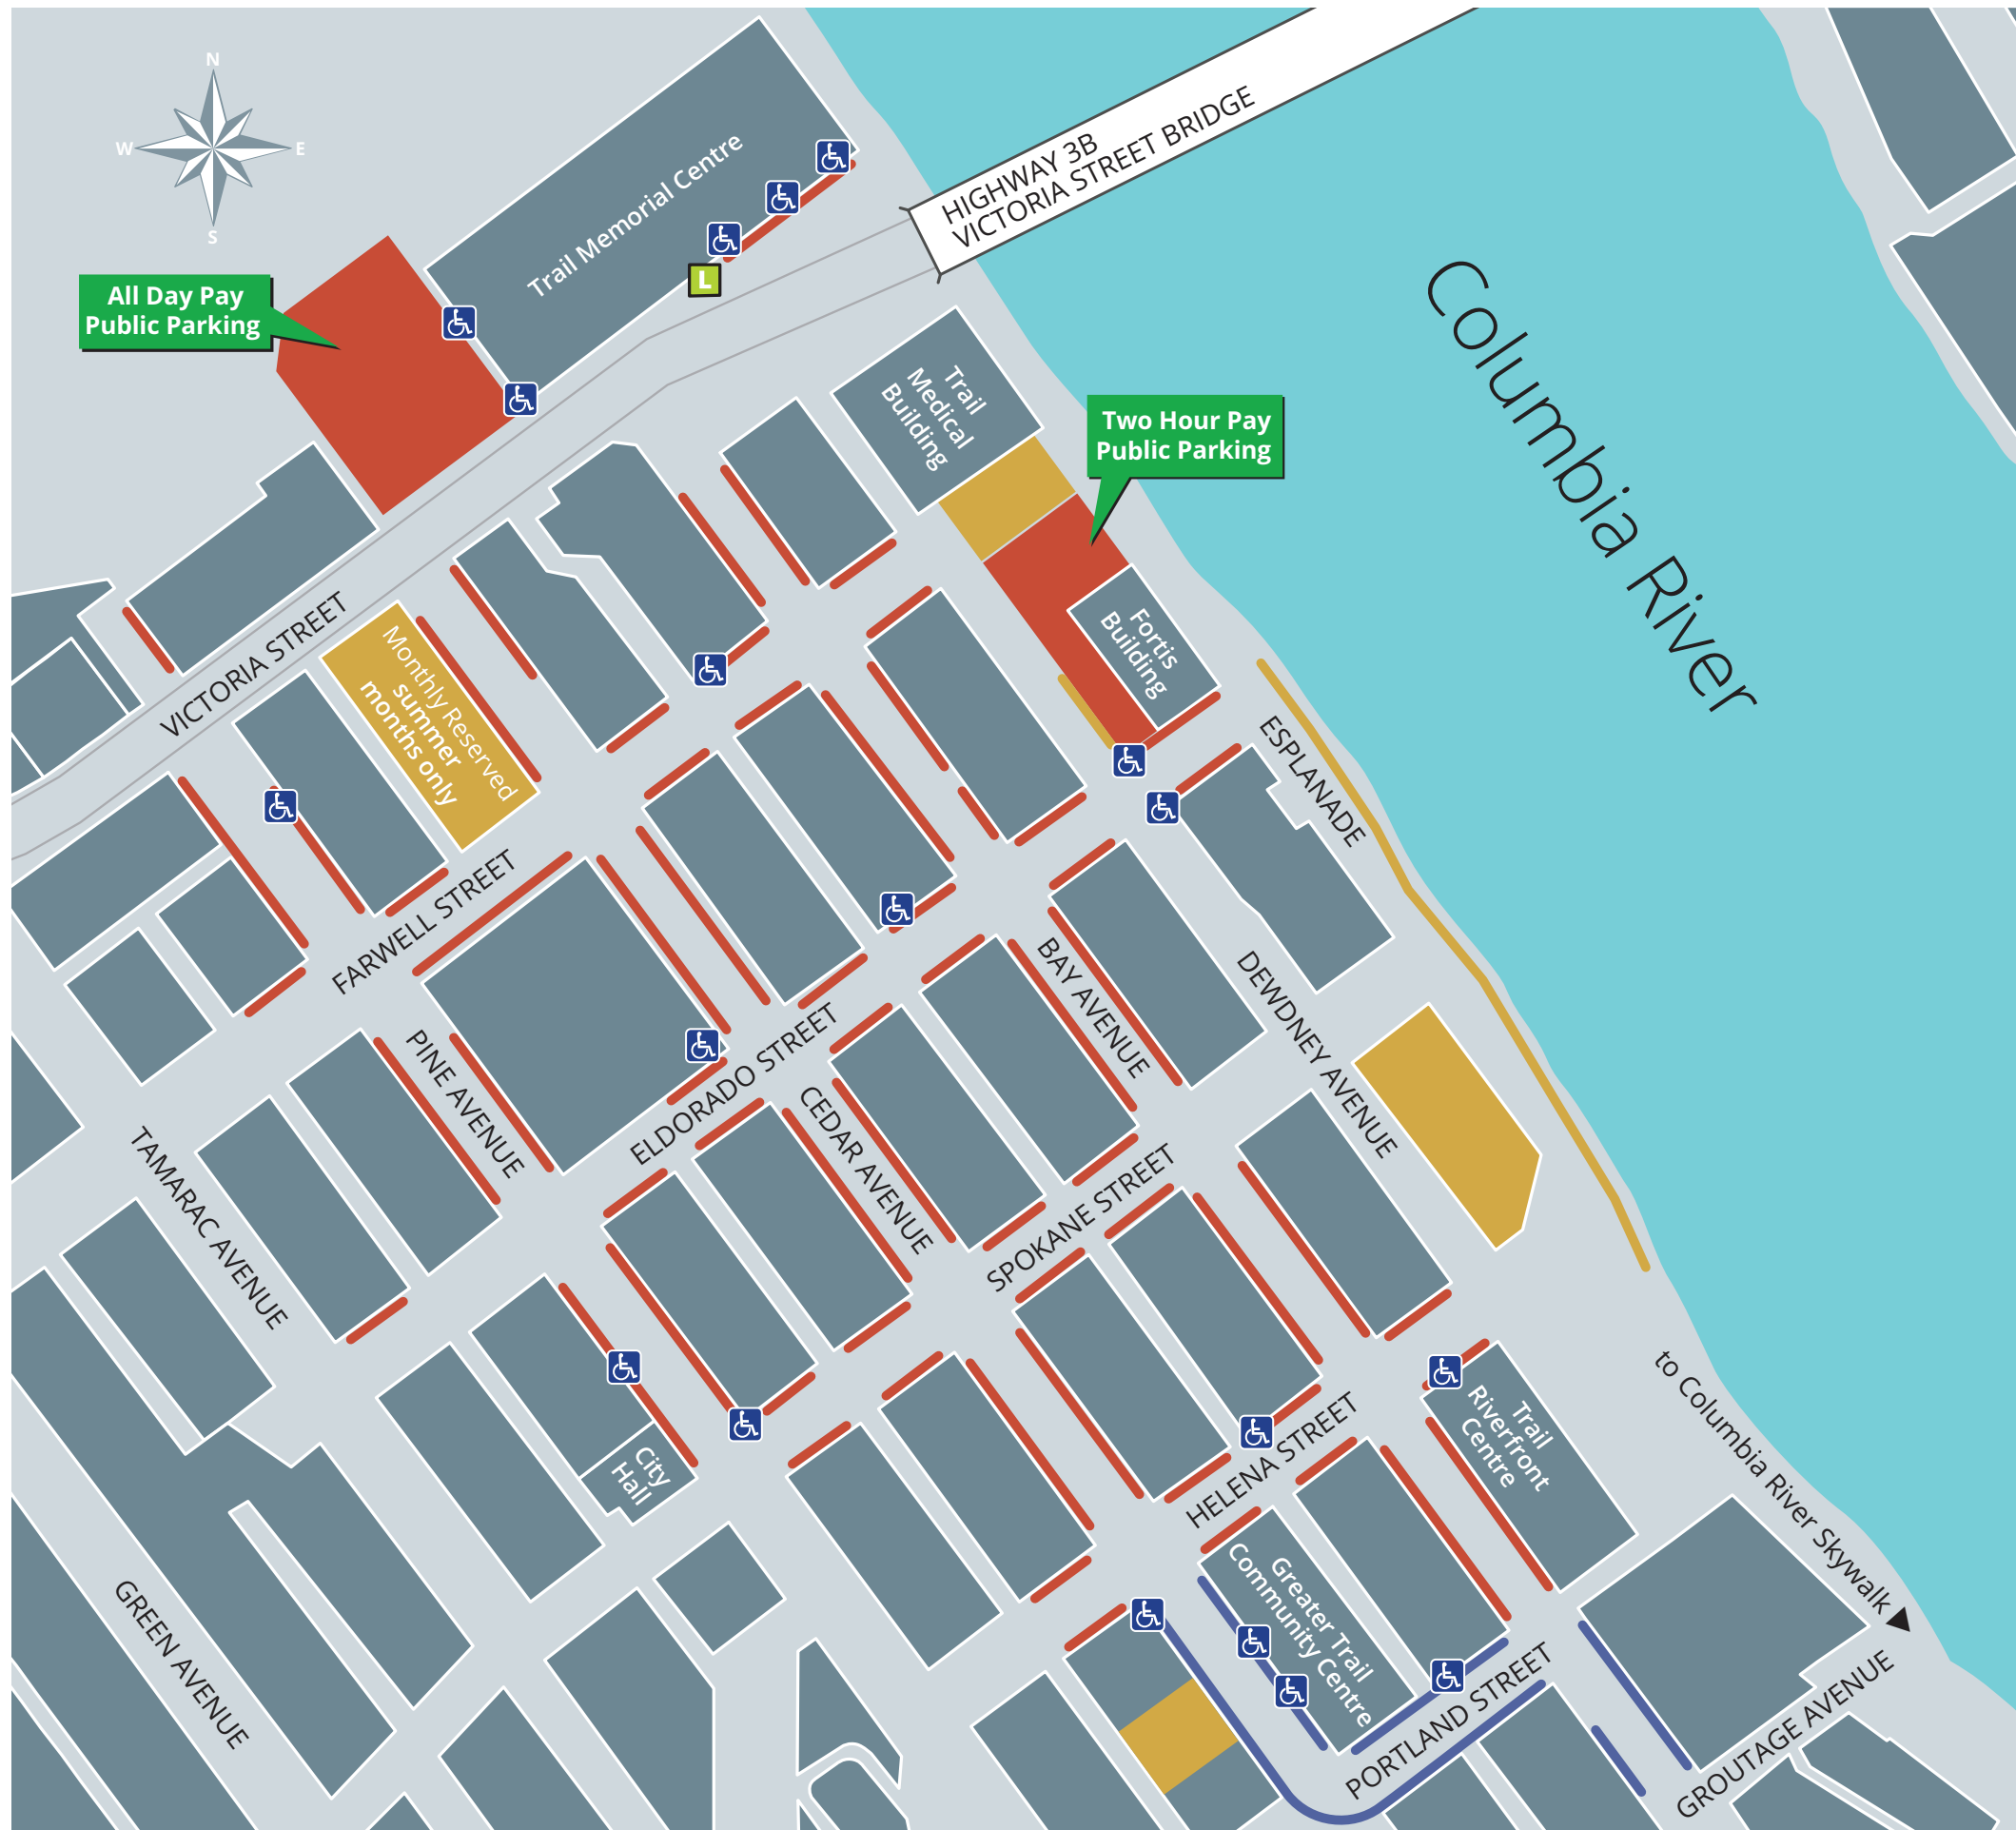 N
W
E
S
Trail Memorial Centre
HIGHWAY 3B
VICTORIA STREET BRIDGE
L
All Day Pay
Public Parking
Columbia River
Trail
Medical
Building
Two Hour Pay
Public Parking
Fortis
Building
VICTORIA STREET
Monthly Reserved
summer
months only
ESPLANADE
FARWELL STREET
BAY AVENUE
DEWDNEY AVENUE
PINE AVENUE
ELDORADO STREET
CEDAR AVENUE
TAMARAC AVENUE
SPOKANE STREET
to Columbia River Skywalk
Trail
Riverfront
Centre
HELENA STREET
City
Hall
Greater Trail
Community Centre
GREEN AVENUE
PORTLAND STREET
GROUTAGE AVENUE